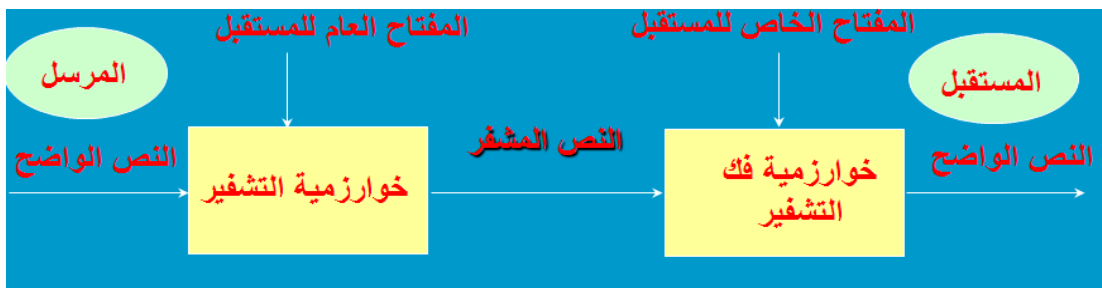 المفتاح العام للمستقبل
المفتاح الخاص للمستقبل
المرسل
المستقبل
النص الواضح
خوارزمية التشفير
النص المشفر
خوارزمية فك
التشفير
النص الواضح